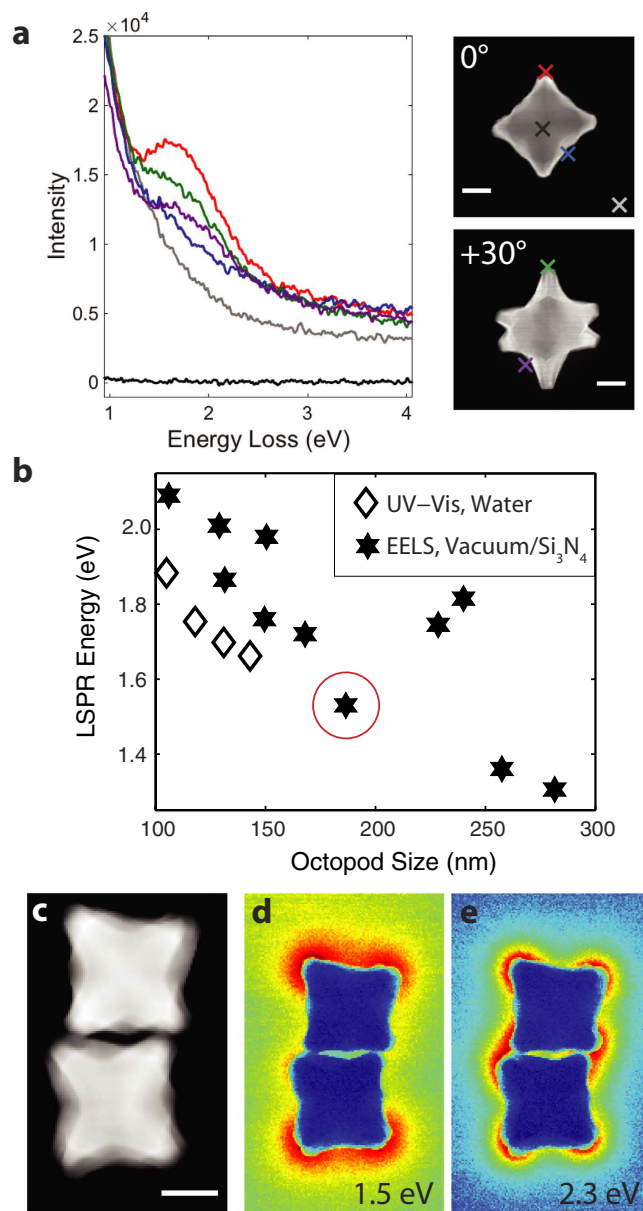 a
×10⁴
2.5
2
1.5
1
0.5
0
Intensity
1
2
3
4
Energy Loss (eV)
0°
+30°
b
UV–Vis, Water
EELS, Vacuum/Si₃N₄
2.0
1.8
1.6
1.4
LSPR Energy (eV)
100
150
200
250
300
Octopod Size (nm)
c
d
e
1.5 eV
2.3 eV